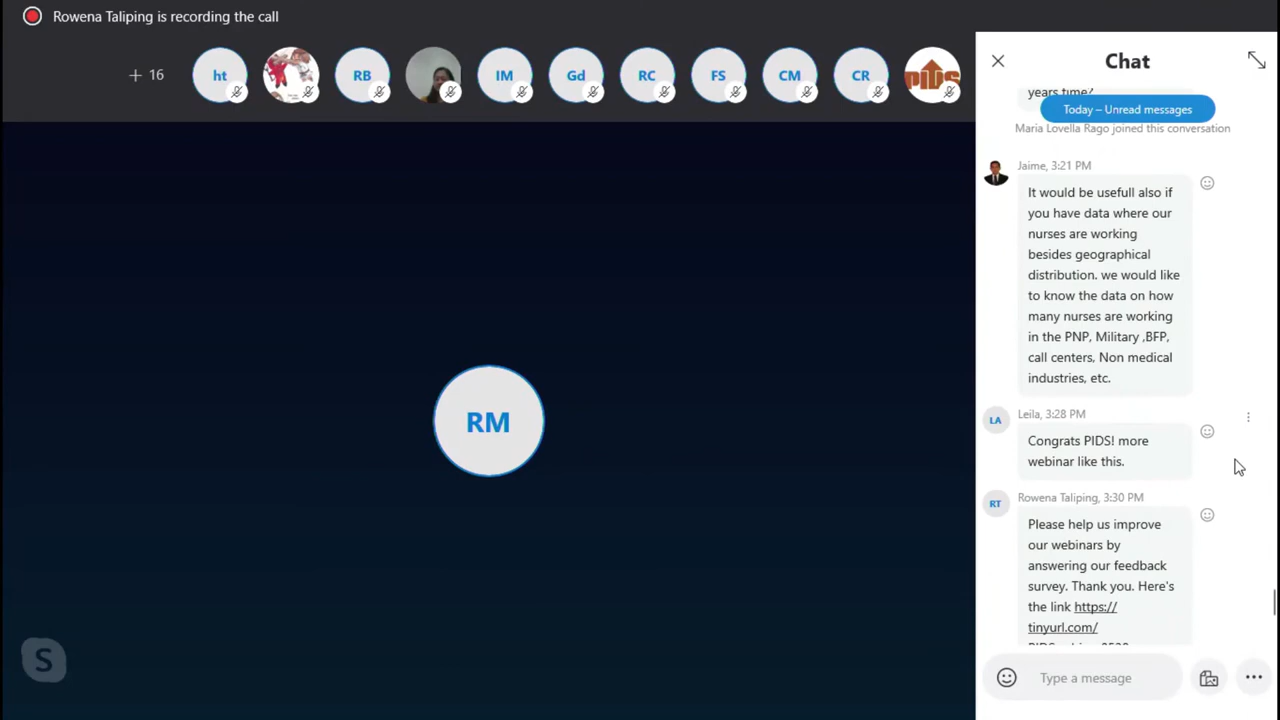 Rowena Taliping is recording the call
+ 16
ht
RB
IM
Gd
RC
FS
CM
CR
PIDS
RM
S
Chat
years time?
Today – Unread messages
Maria Lovella Rago joined this conversation
Jaime, 3:21 PM
It would be usefull also if
you have data where our
nurses are working
besides geographical
distribution. we would like
to know the data on how
many nurses are working
in the PNP, Military ,BFP,
call centers, Non medical
industries, etc.
LA
Leila, 3:28 PM
Congrats PIDS! more
webinar like this.
RT
Rowena Taliping, 3:30 PM
Please help us improve
our webinars by
answering our feedback
survey. Thank you. Here's
the link https://
tinyurl.com/
Type a message